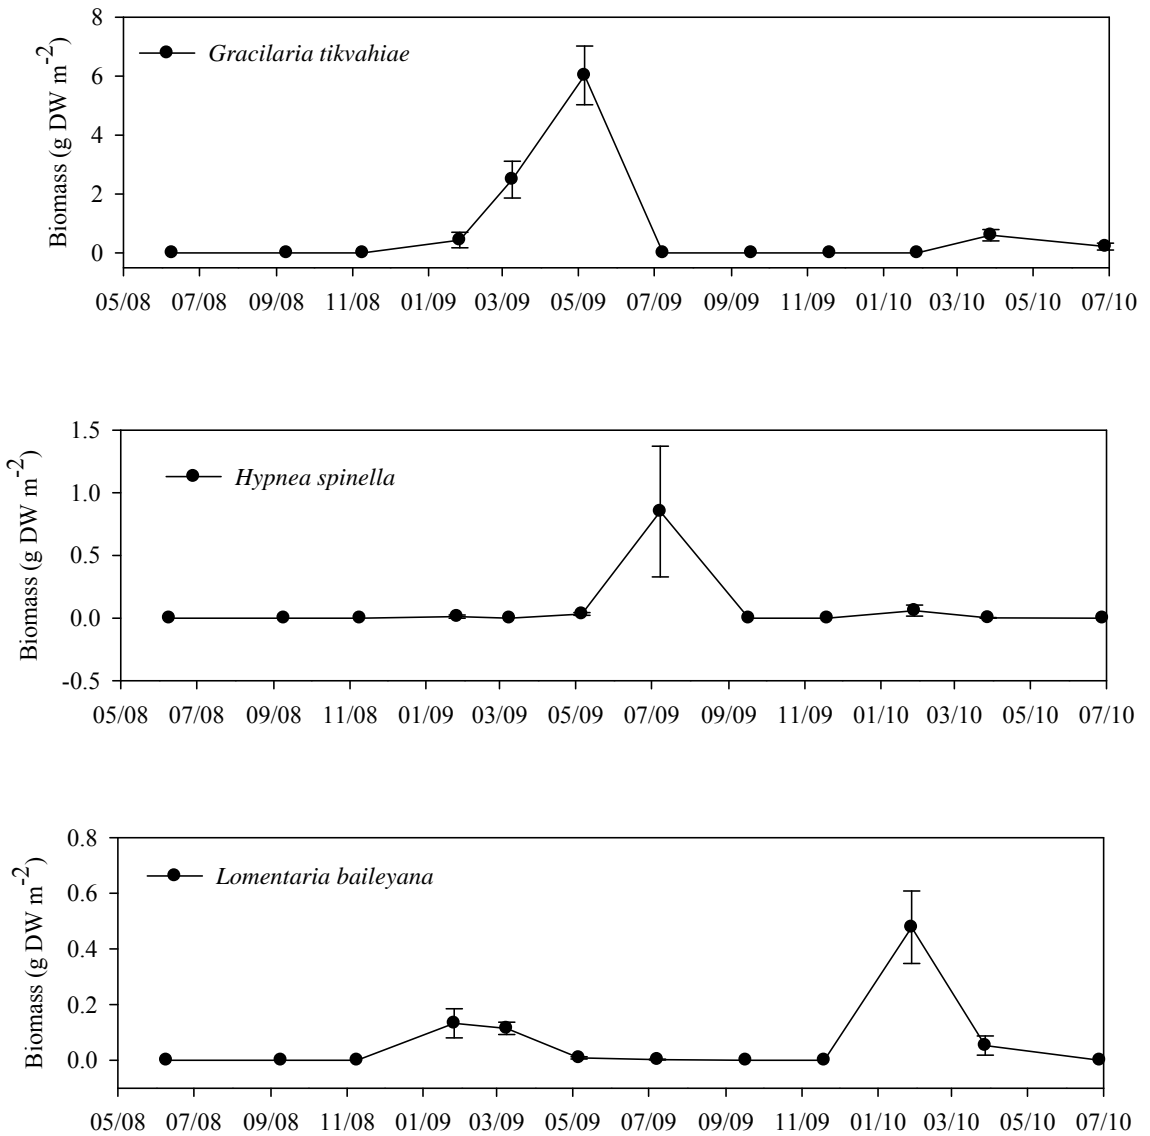 Gracilaria tikvahiae
Biomass (g DW m-2)
8
6
4
2
0
05/08 07/08 09/08 11/08 01/09 03/09 05/09 07/09 09/09 11/09 01/10 03/10 05/10 07/10
Hypnea spinella
Biomass (g DW m-2)
1.5
1.0
0.5
0.0
-0.5
05/08 07/08 09/08 11/08 01/09 03/09 05/09 07/09 09/09 11/09 01/10 03/10 05/10 07/10
Lomentaria baileyana
Biomass (g DW m-2)
0.8
0.6
0.4
0.2
0.0
05/08 07/08 09/08 11/08 01/09 03/09 05/09 07/09 09/09 11/09 01/10 03/10 05/10 07/10